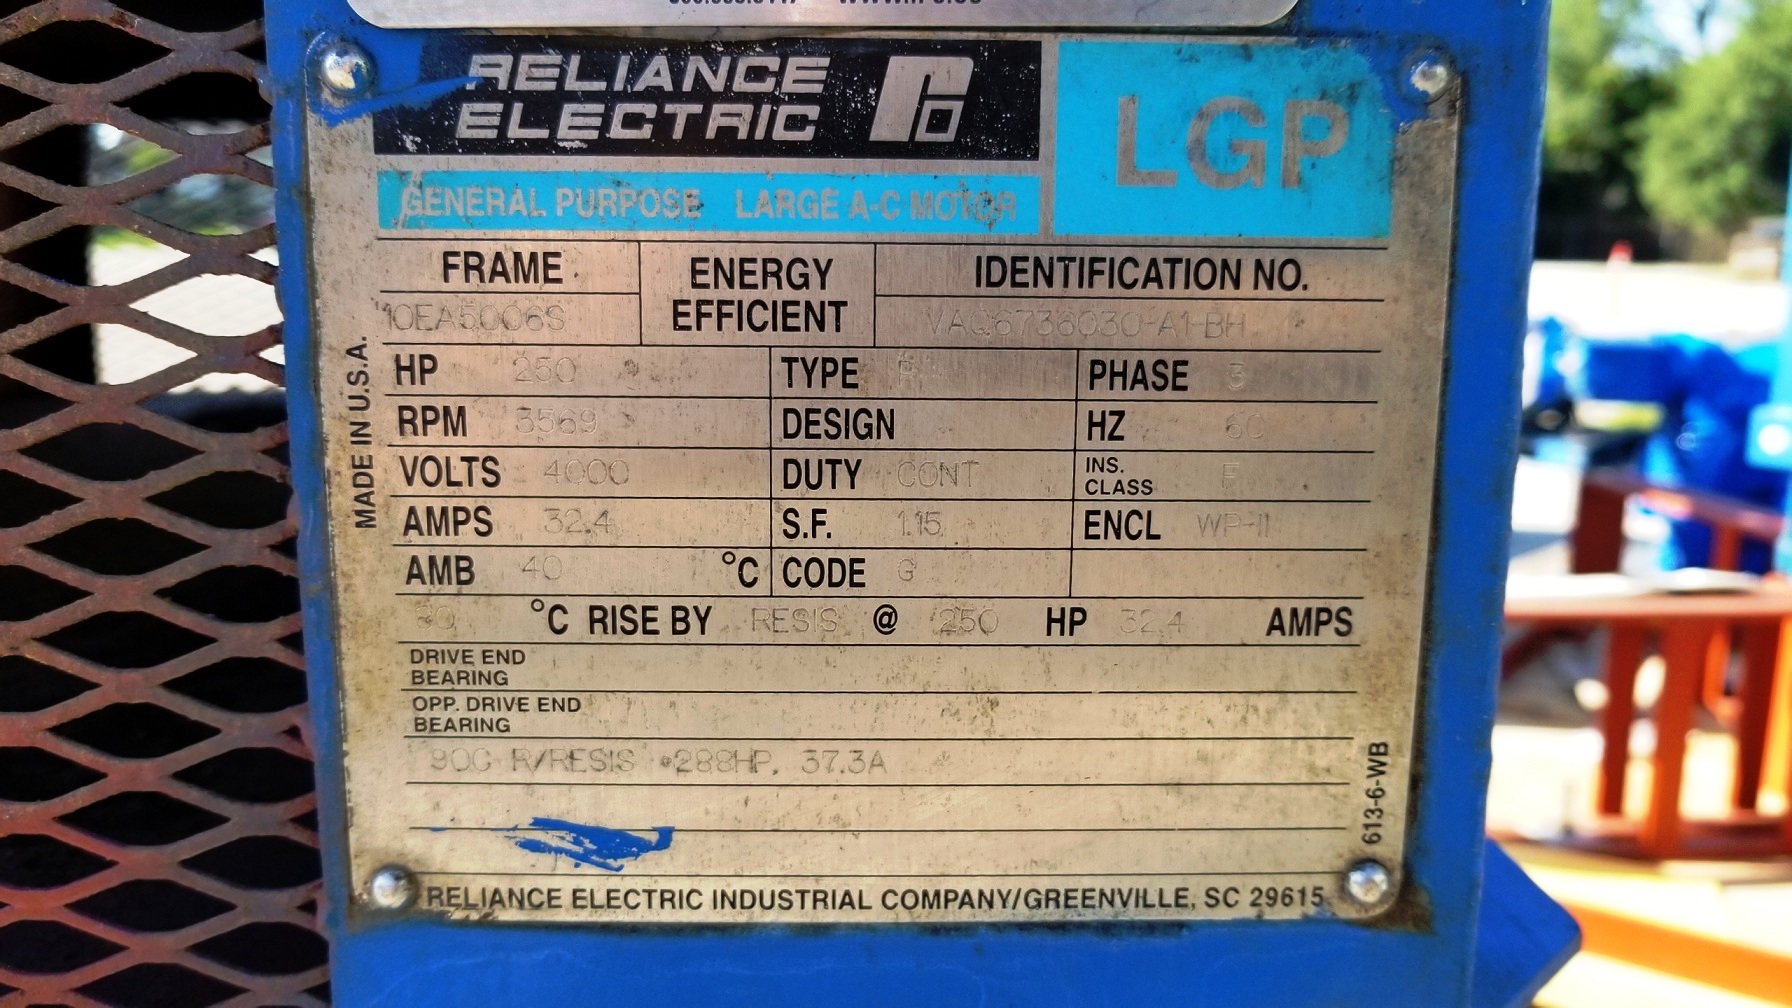 RELIANCE
ELECTRIC
LGP
GENERAL PURPOSE LARGE A-C MOTOR
FRAME ENERGY EFFICIENT IDENTIFICATION NO.
10EA5006S VAQ6736030-A1-BH
HP 250 TYPE P PHASE 3
RPM 3569 DESIGN HZ 60
VOLTS 4000 DUTY CONT INS. CLASS F
AMPS 32.4 S.F. 1.15 ENCL WP-II
AMB 40 °C CODE G
°C RISE BY RESIS @ 250 HP 32.4 AMPS
DRIVE END
BEARING
OPP. DRIVE END
BEARING
90C R/RESIS 288HP, 37.3A
RELIANCE ELECTRIC INDUSTRIAL COMPANY/GREENVILLE, SC 29615
MADE IN U.S.A.
613-6-WB